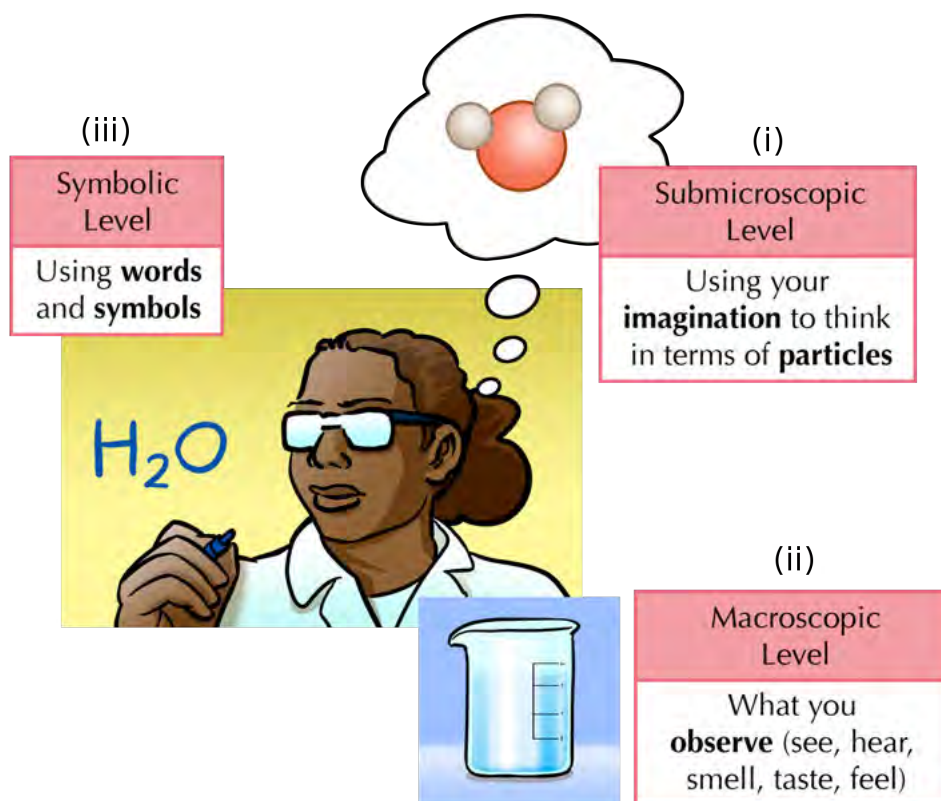 (iii)
Symbolic
Level
Using words
and symbols
(i)
Submicroscopic
Level
Using your
imagination to think
in terms of particles
H₂O
(ii)
Macroscopic
Level
What you
observe (see, hear,
smell, taste, feel)